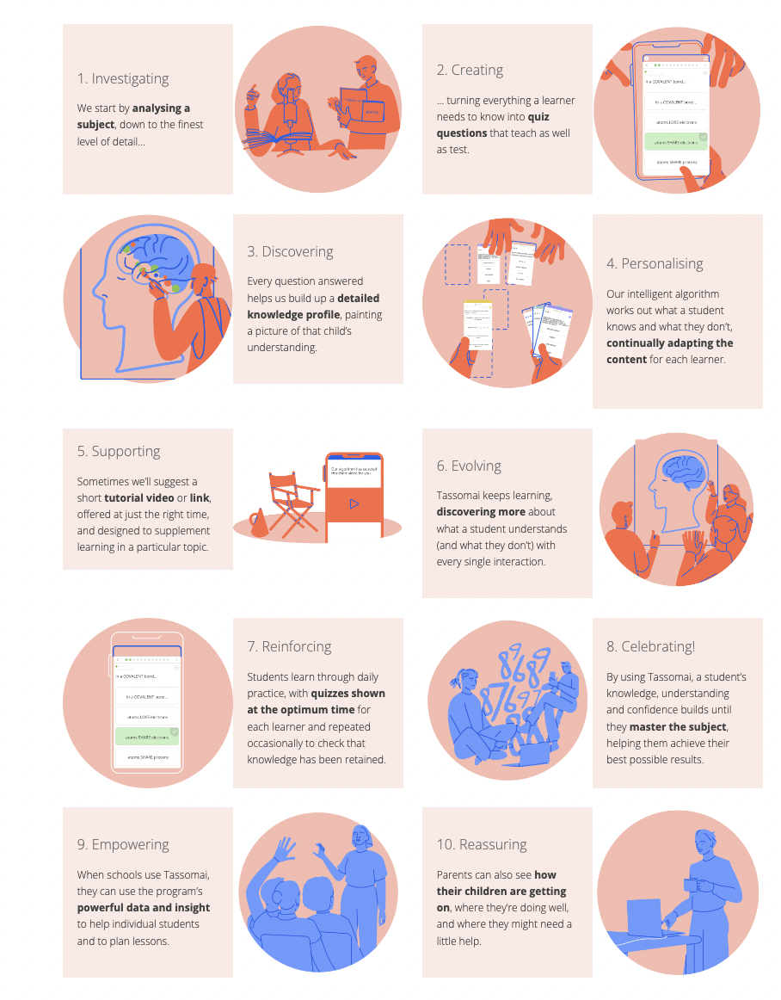 1. Investigating
We start by analysing a
subject, down to the finest
level of detail...
2. Creating
... turning everything a learner
needs to know into quiz
questions that teach as well
as test.
In a COVALENT bond...
In a COVALENT bond...
atoms LOSE electrons
atoms SHARE electrons
atoms SHARE protons
3. Discovering
Every question answered
helps us build up a detailed
knowledge profile, painting
a picture of that child's
understanding.
4. Personalising
Our intelligent algorithm
works out what a student
knows and what they don't,
continually adapting the
content for each learner.
5. Supporting
Sometimes we'll suggest a
short tutorial video or link,
offered at just the right time,
and designed to supplement
learning in a particular topic.
Our algorithm has selected
this short video for you.
6. Evolving
Tassomai keeps learning,
discovering more about
what a student understands
(and what they don't) with
every single interaction.
In a COVALENT bond...
In a COVALENT bond...
atoms LOSE electrons
atoms SHARE electrons
atoms SHARE protons
7. Reinforcing
Students learn through daily
practice, with quizzes shown
at the optimum time for
each learner and repeated
occasionally to check that
knowledge has been retained.
8. Celebrating!
By using Tassomai, a student's
knowledge, understanding
and confidence builds until
they master the subject,
helping them achieve their
best possible results.
9. Empowering
When schools use Tassomai,
they can use the program's
powerful data and insight
to help individual students
and to plan lessons.
10. Reassuring
Parents can also see how
their children are getting
on, where they're doing well,
and where they might need a
little help.